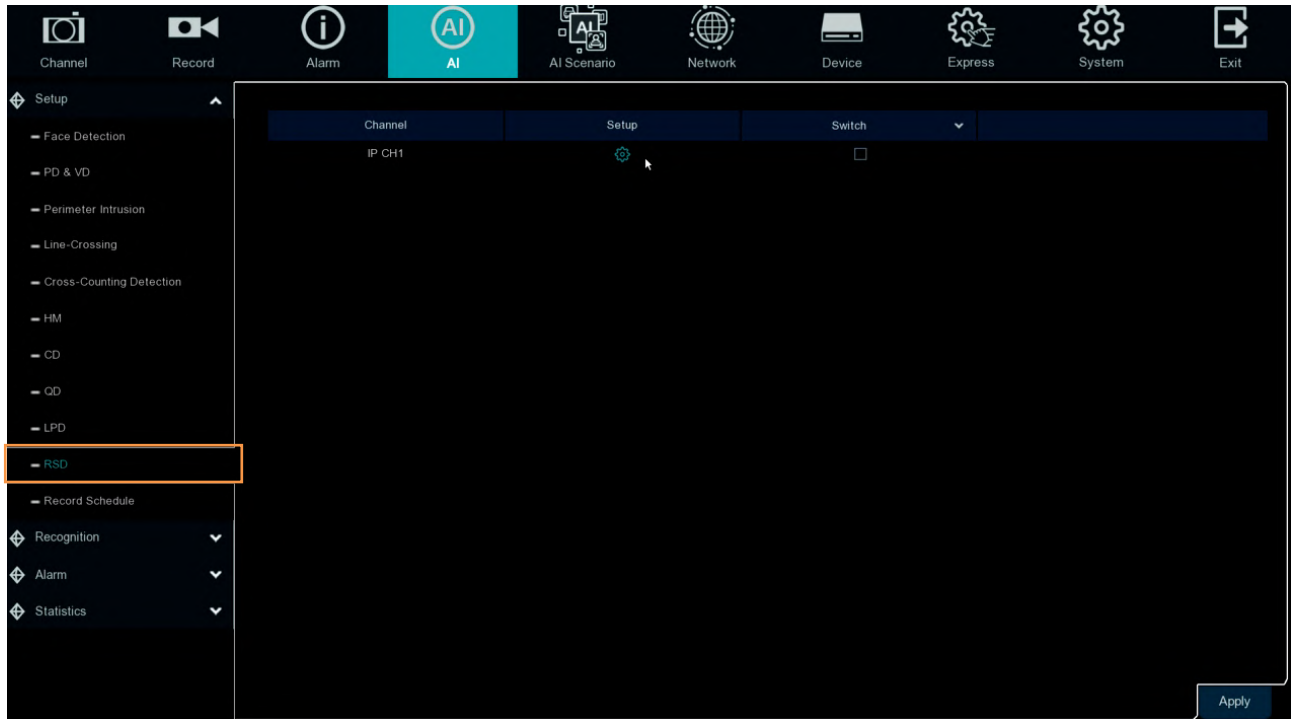 Channel Record Alarm AI AI Scenario Network Device Express System Exit
Setup
Face Detection
PD & VD
Perimeter Intrusion
Line-Crossing
Cross-Counting Detection
HM
CD
QD
LPD
RSD
Record Schedule
Recognition
Alarm
Statistics
Channel Setup Switch
IP CH1
Apply